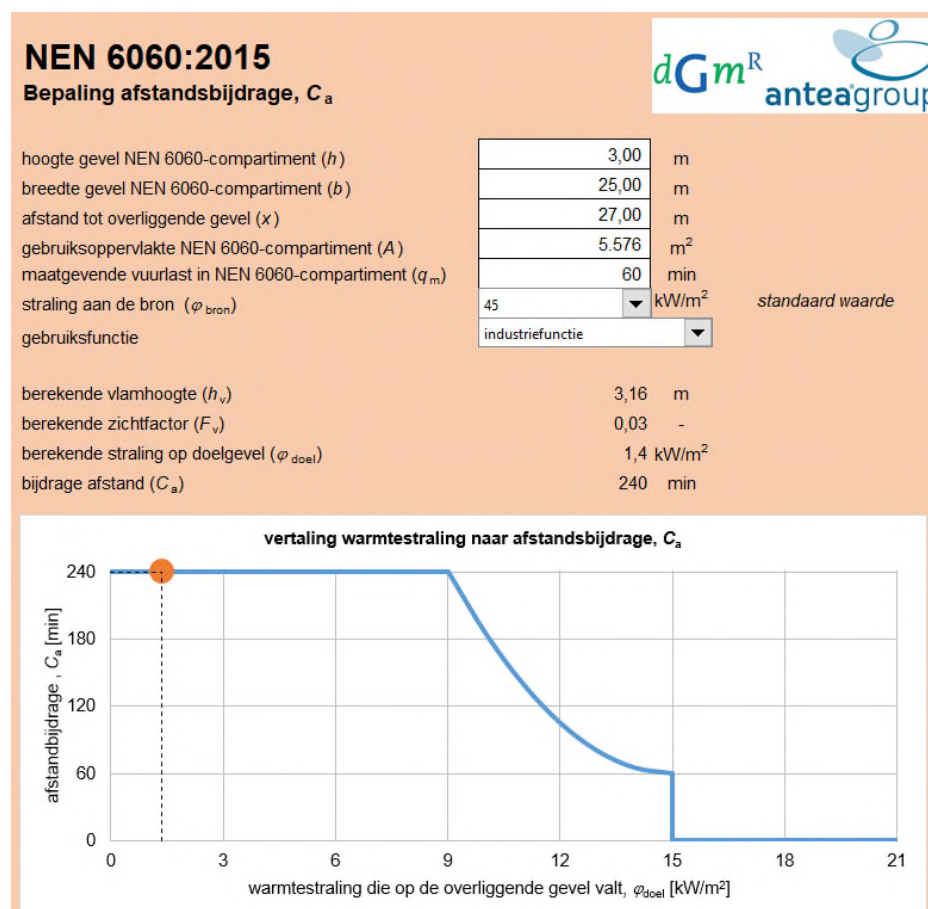 NEN 6060:2015
Bepaling afstandsbijdrage, Ca
dGmR
anteagroup
hoogte gevel NEN 6060-compartiment (h) 3,00 m
breedte gevel NEN 6060-compartiment (b) 25,00 m
afstand tot overliggende gevel (x) 27,00 m
gebruiksoppervlakte NEN 6060-compartiment (A) 5.576 m²
maatgevende vuurlast in NEN 6060-compartiment (qm) 60 min
straling aan de bron (φbron) 45 kW/m² standaard waarde
gebruiksfunctie industriefunctie
berekende vlamhoogte (hv) 3,16 m
berekende zichtfactor (Fv) 0,03 -
berekende straling op doelgevel (φdoel) 1,4 kW/m²
bijdrage afstand (Ca) 240 min
vertaling warmtestraling naar afstandsbijdrage, Ca
afstandbijdrage , Ca [min]
240
180
120
60
0
0 3 6 9 12 15 18 21
warmtestraling die op de overliggende gevel valt, φdoel [kW/m²]